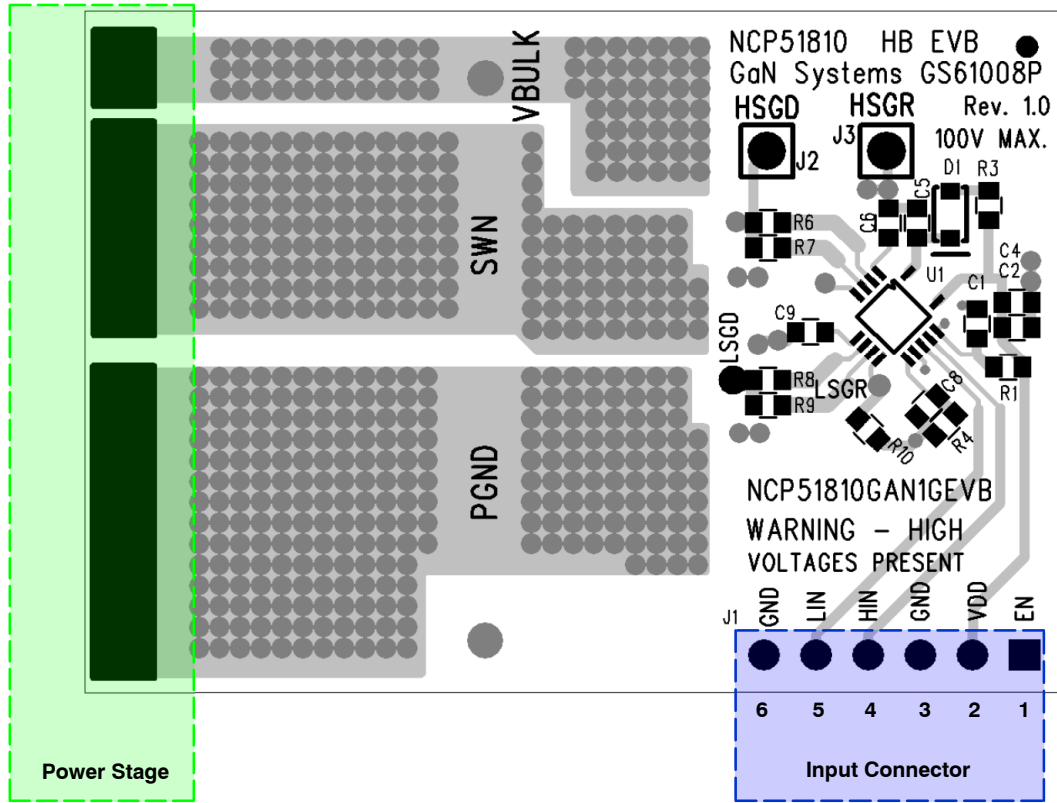 NCP51810 HB EVB
GaN Systems GS61008P
HSGD
HSGR
Rev. 1.0
J2
J3
100V MAX.
VBULK
D1
R3
C5
C6
R6
R7
SWN
U1
C4
C2
C1
C9
LSGD
R8
R9
LSGR
R1
C8
R4
R10
PGND
NCP51810GAN1GEVB
WARNING - HIGH
VOLTAGES PRESENT
J1
GND
LIN
HIN
GND
VDD
EN
6 5 4 3 2 1
Power Stage
Input Connector